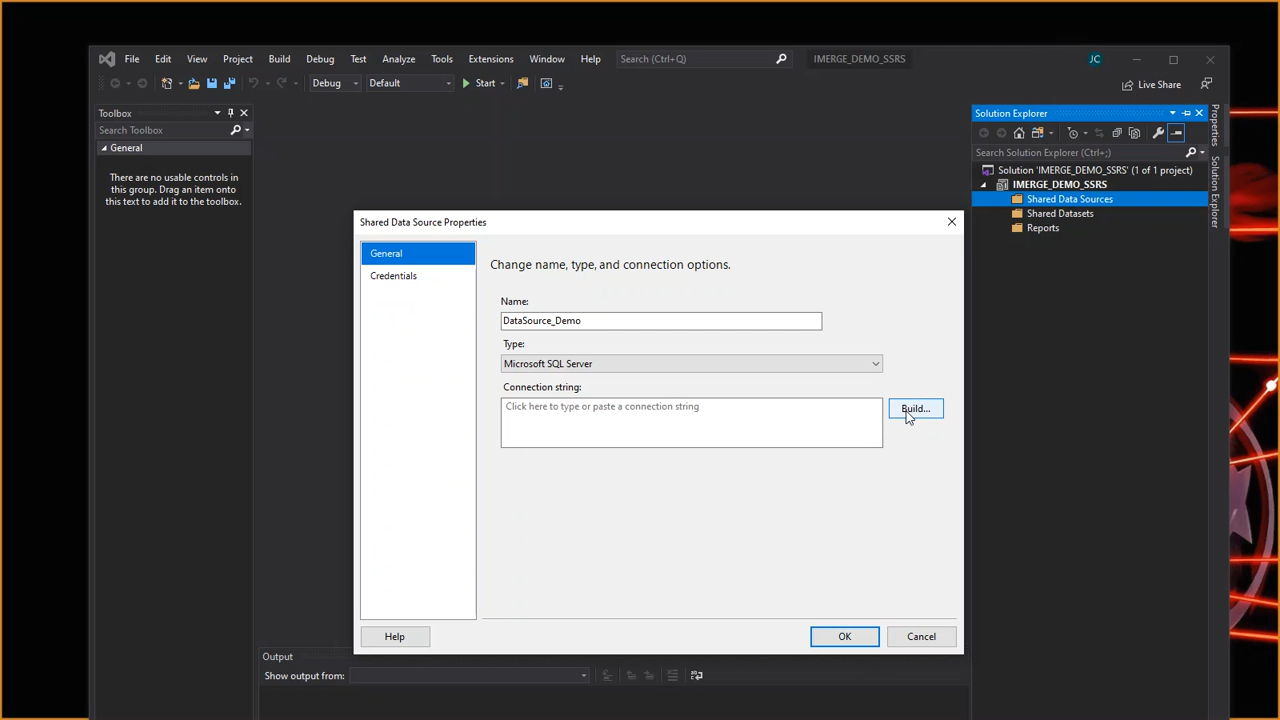 File Edit View Project Build Debug Test Analyze Tools Extensions Window Help Search (Ctrl+Q) IMERGE_DEMO_SSRS JC
Debug Default Start Live Share
Toolbox
Search Toolbox
General
There are no usable controls in
this group. Drag an item onto
this text to add it to the toolbox.
Shared Data Source Properties
General
Credentials
Change name, type, and connection options.
Name:
DataSource_Demo
Type:
Microsoft SQL Server
Connection string:
Click here to type or paste a connection string
Build...
Help
OK
Cancel
Output
Show output from:
Solution Explorer
Search Solution Explorer (Ctrl+;)
Solution 'IMERGE_DEMO_SSRS' (1 of 1 project)
IMERGE_DEMO_SSRS
Shared Data Sources
Shared Datasets
Reports
Properties
Solution Explorer